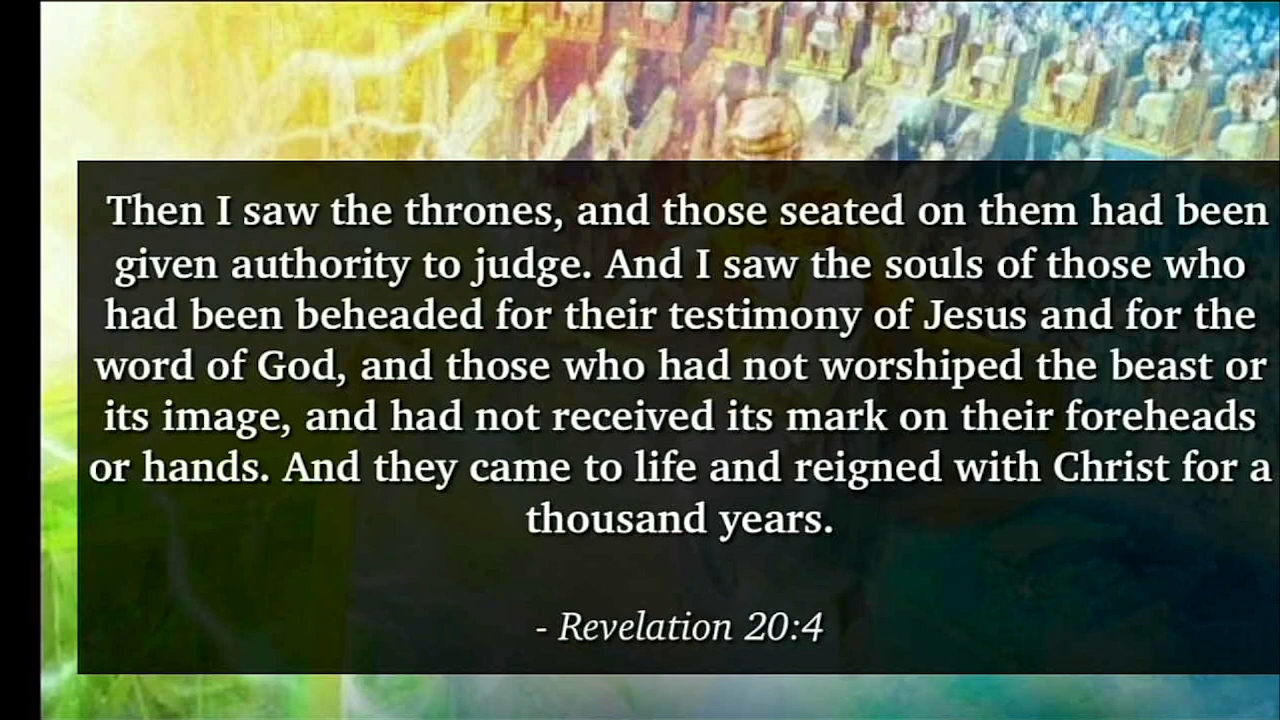 Then I saw the thrones, and those seated on them had been
given authority to judge. And I saw the souls of those who
had been beheaded for their testimony of Jesus and for the
word of God, and those who had not worshiped the beast or
its image, and had not received its mark on their foreheads
or hands. And they came to life and reigned with Christ for a
thousand years.
- Revelation 20:4